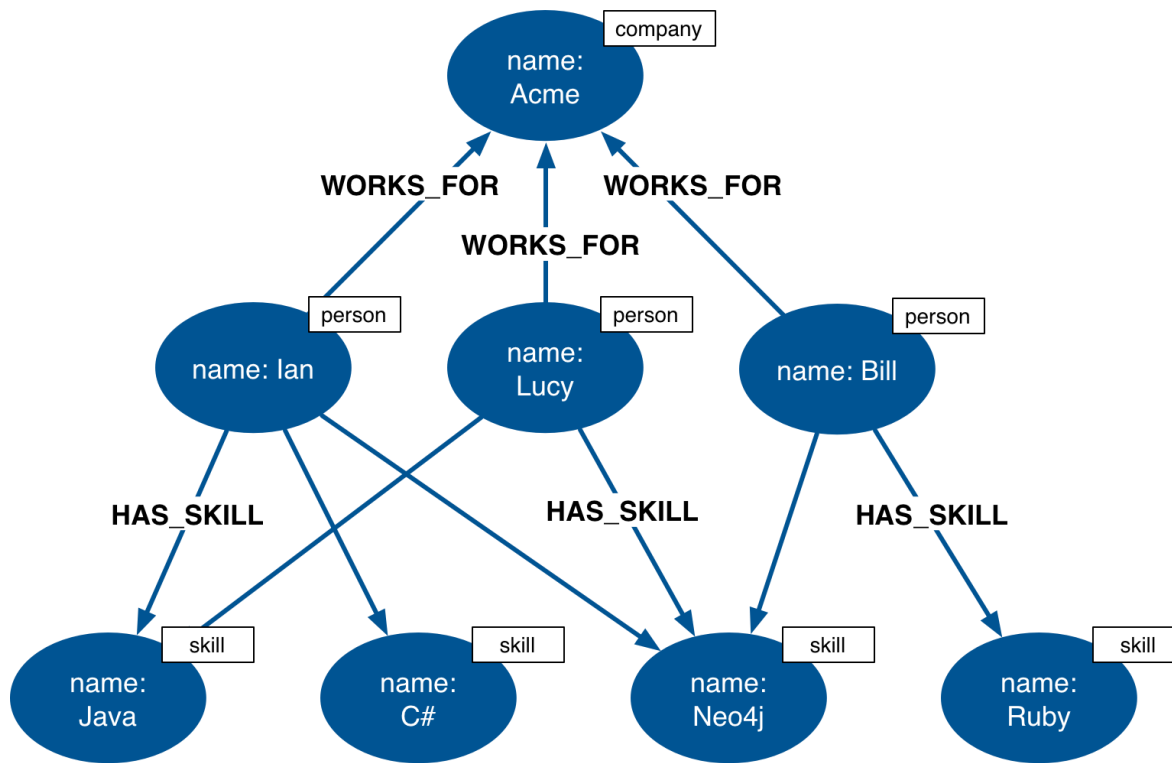 company
name:
Acme
WORKS_FOR
WORKS_FOR
WORKS_FOR
person
person
person
name: Ian
name:
Lucy
name: Bill
HAS_SKILL
HAS_SKILL
HAS_SKILL
skill
skill
skill
skill
name:
Java
name:
C#
name:
Neo4j
name:
Ruby